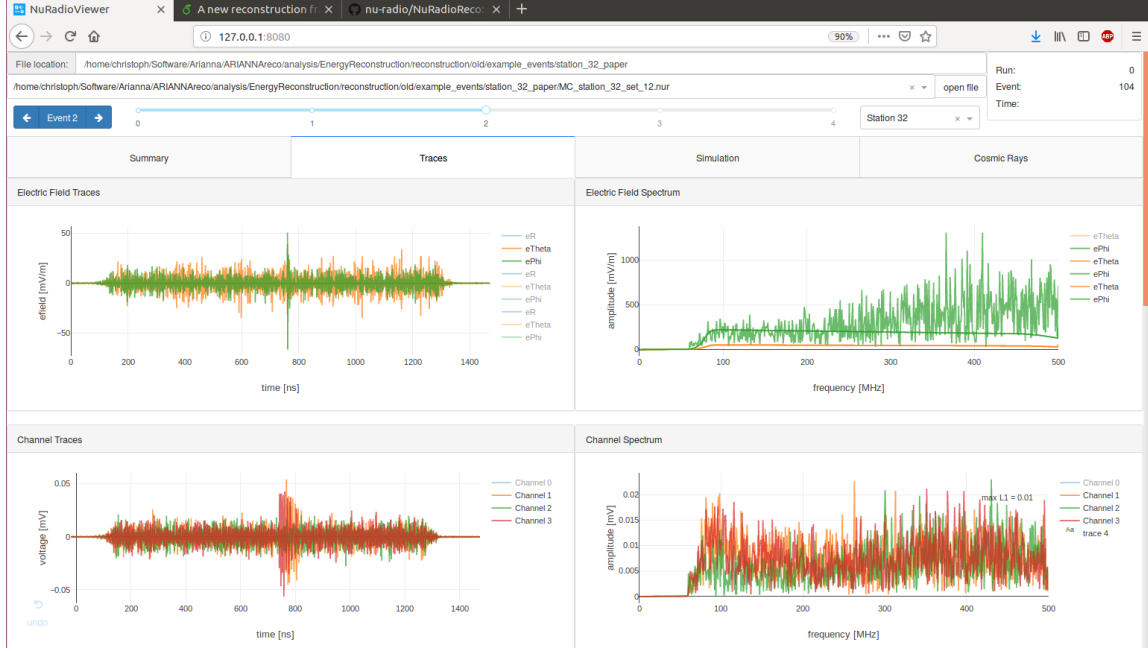 NuRadioViewer × A new reconstruction fr × nu-radio/NuRadioReco: × +
127.0.0.1:8080 90% ABP
File location: /home/christoph/Software/Arianna/ARIANNAreco/analysis/EnergyReconstruction/reconstruction/old/example_events/station_32_paper
/home/christoph/Software/Arianna/ARIANNAreco/analysis/EnergyReconstruction/reconstruction/old/example_events/station_32_paper/MC_station_32_set_12.nur × open file
Run: 0
Event: 104
Time:
Event 2 0 1 2 3 4 Station 32 ×
Summary Traces Simulation Cosmic Rays
Electric Field Traces
50
0
−50
efield [mV/m]
0 200 400 600 800 1000 1200 1400
time [ns]
eR
eTheta
ePhi
eR
eTheta
ePhi
eR
eTheta
ePhi
Electric Field Spectrum
1000
500
0
amplitude [mV/m]
0 100 200 300 400 500
frequency [MHz]
eTheta
ePhi
eTheta
ePhi
eTheta
ePhi
Channel Traces
0.05
0
−0.05
voltage [mV]
0 200 400 600 800 1000 1200 1400
time [ns]
Channel 0
Channel 1
Channel 2
Channel 3
undo
Channel Spectrum
0.02
0.015
0.01
0.005
0
amplitude [mV]
max L1 = 0.01
0 100 200 300 400 500
frequency [MHz]
Channel 0
Channel 1
Channel 2
Channel 3
Aa trace 4